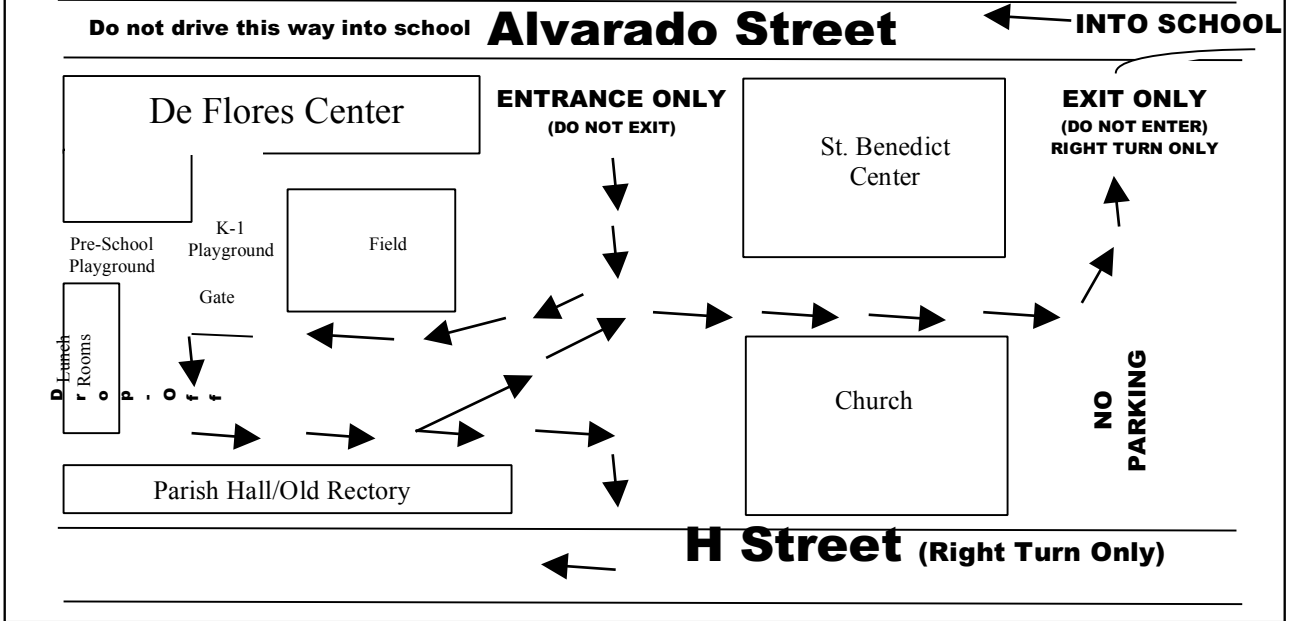 Do not drive this way into school Alvarado Street INTO SCHOOL
De Flores Center
ENTRANCE ONLY
(DO NOT EXIT)
St. Benedict
Center
EXIT ONLY
(DO NOT ENTER)
RIGHT TURN ONLY
Pre-School
Playground
K-1
Playground
Field
Gate
Lunch
Rooms
Drop-Off
Church
NO
PARKING
Parish Hall/Old Rectory
H Street (Right Turn Only)